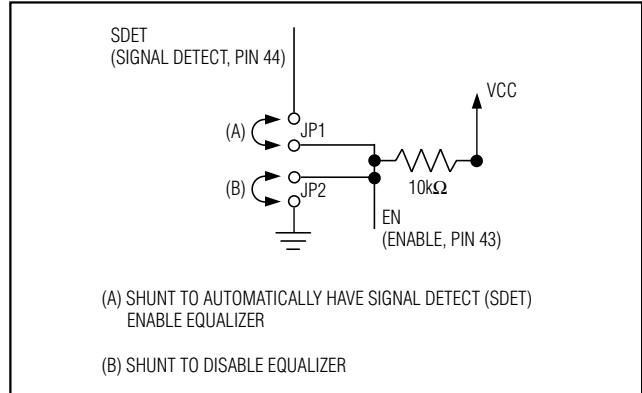 SDET
(SIGNAL DETECT, PIN 44)
VCC
(A)
JP1
(B)
JP2
10kΩ
EN
(ENABLE, PIN 43)
(A) SHUNT TO AUTOMATICALLY HAVE SIGNAL DETECT (SDET)
ENABLE EQUALIZER
(B) SHUNT TO DISABLE EQUALIZER